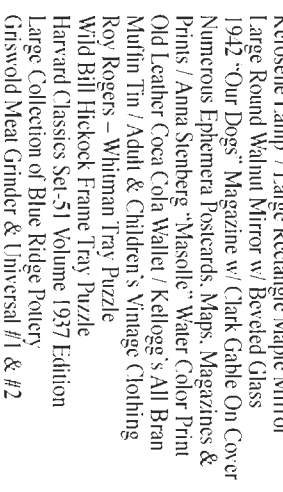 Kerosene Lamp / Large Rectangle Maple Mirror
Large Round Walnut Mirror w/ Beveled Glass
1942 “Our Dogs” Magazine w/ Clark Gable On Cover
Numerous Ephemera Postcards, Maps, Magazines &
Prints / Anna Stenberg “Masolle” Water Color Print
Old Leather Coca Cola Wallet / Kellogg’s All Bran
Muffin Tin / Adult & Children’s Vintage Clothing
Roy Rogers – Whitman Tray Puzzle
Wild Bill Hickock Frame Tray Puzzle
Harvard Classics Set-51 Volume 1937 Edition
Large Collection of Blue Ridge Pottery
Griswold Meat Grinder & Universal #1 & #2